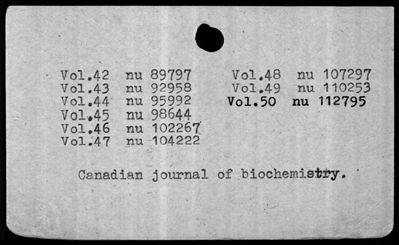 Vol.42 nu 89797 Vol.48 nu 107297
Vol.43 nu 92958 Vol.49 nu 110253
Vol.44 nu 95992 Vol.50 nu 112795
Vol.45 nu 98644
Vol.46 nu 102267
Vol.47 nu 104222
Canadian journal of biochemistry.